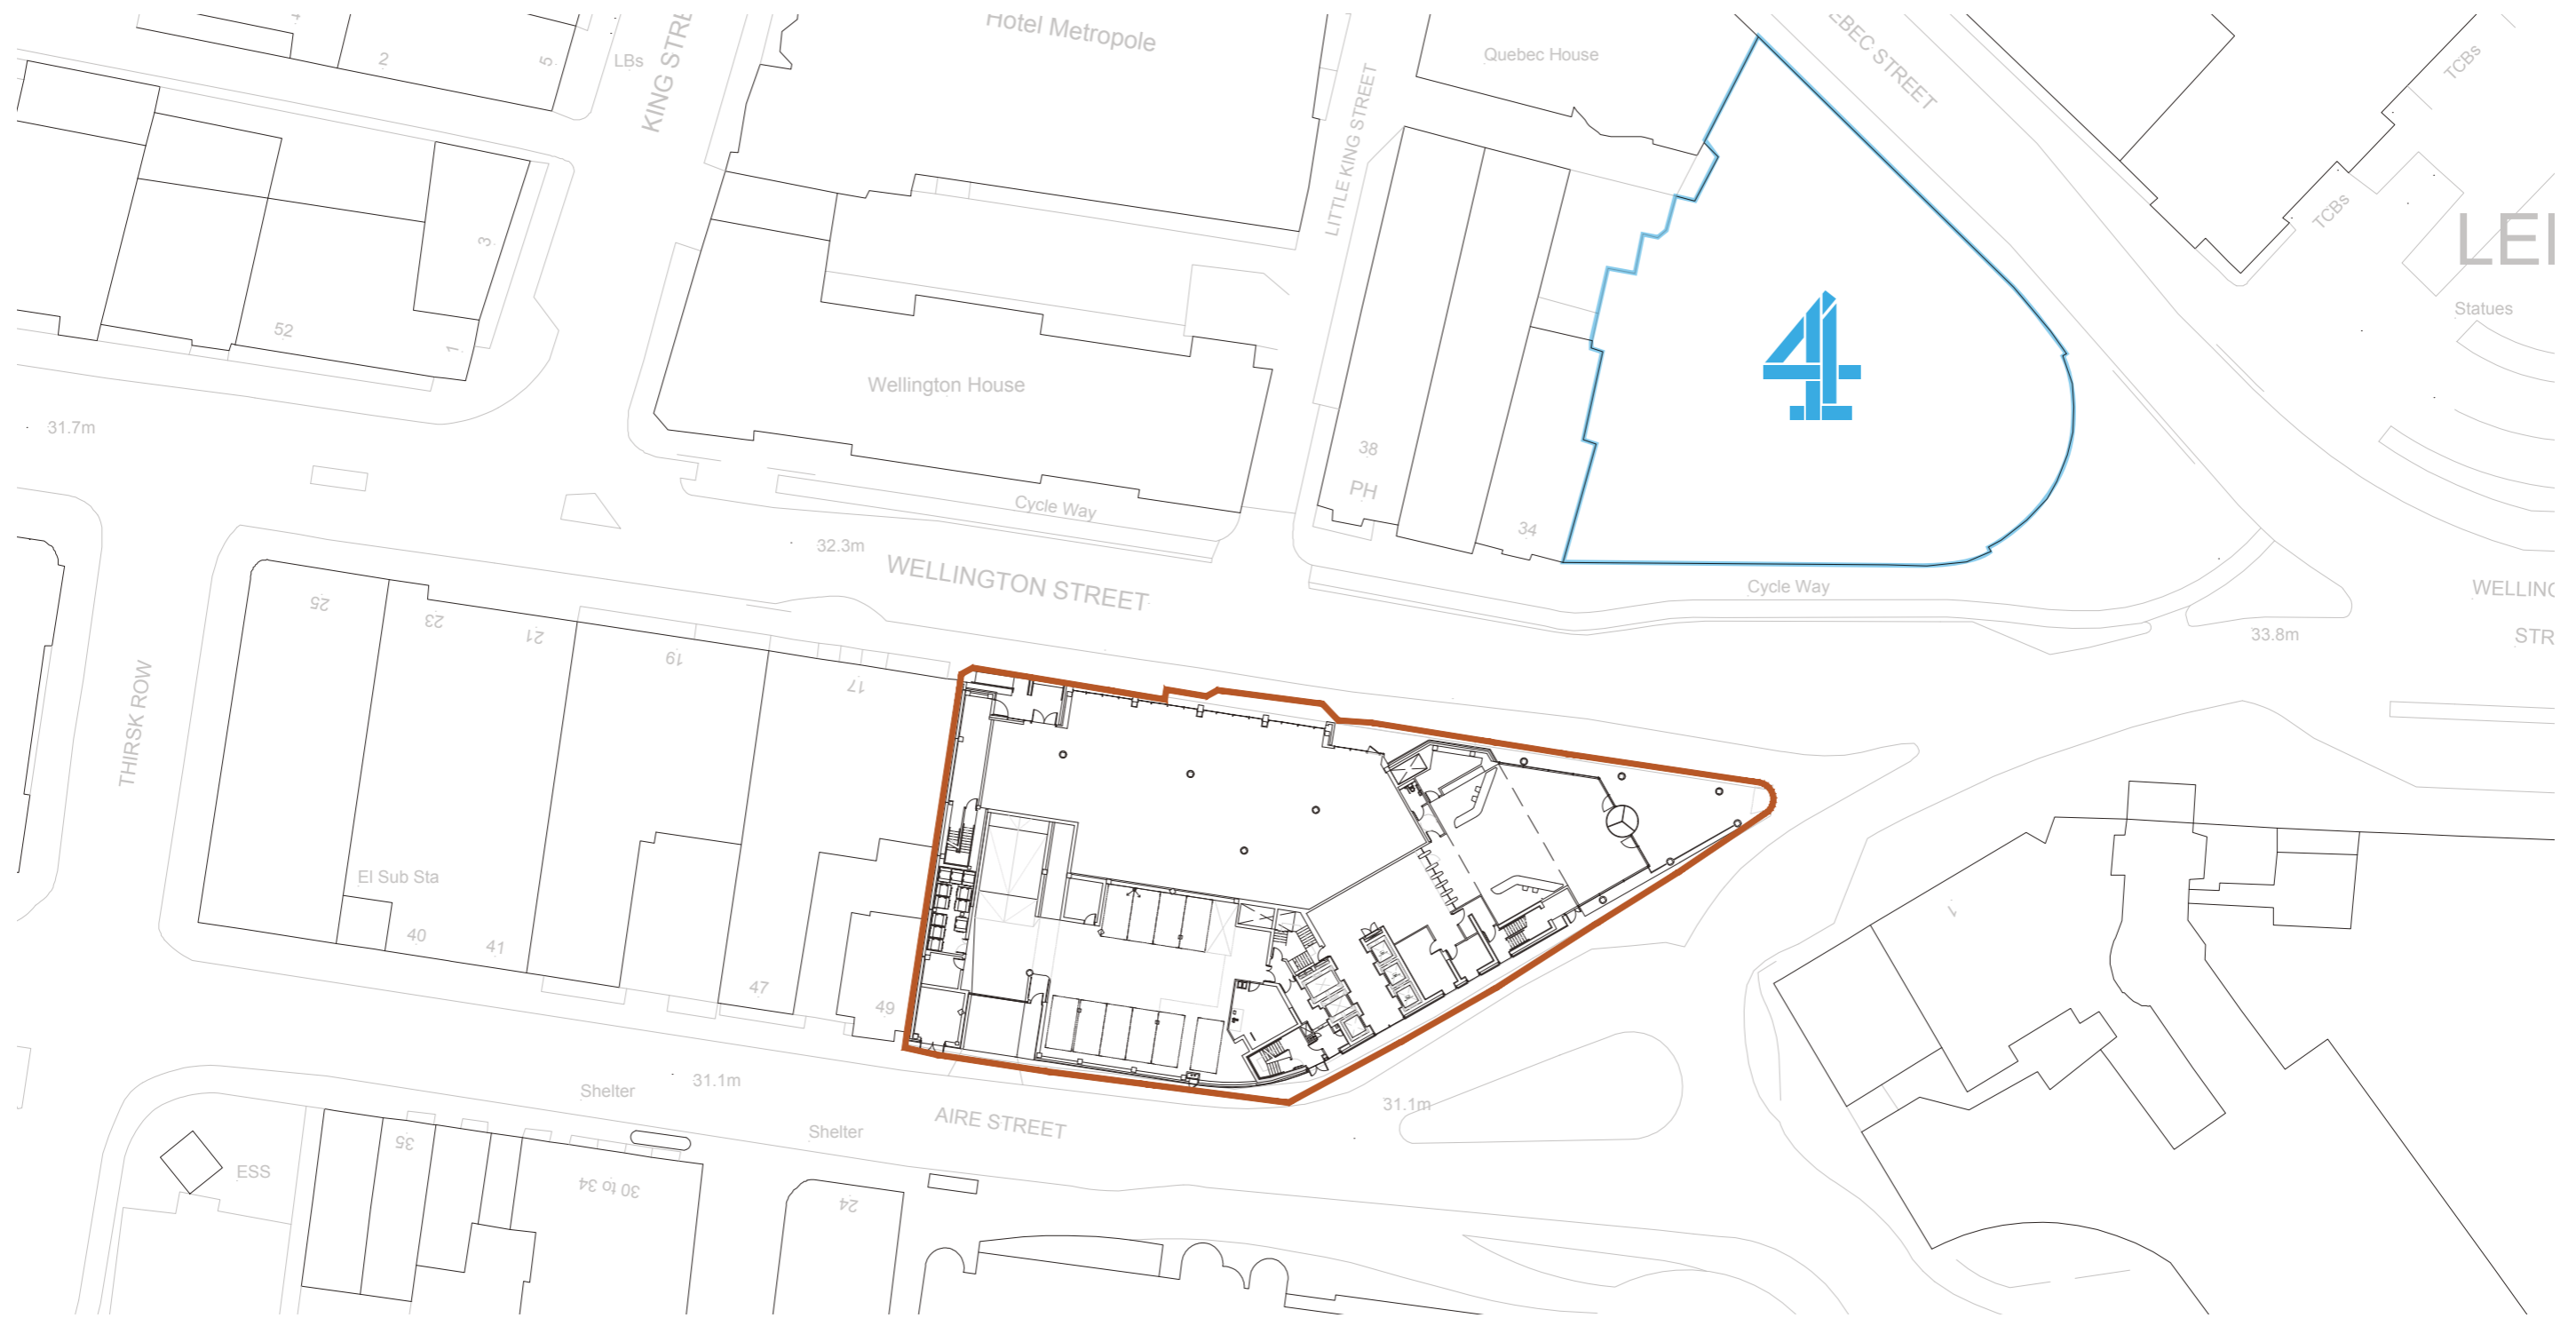 Hotel Metropole
2
5
LBs
KING STRE
Quebec House
EBEC STREET
TCBs
TCBs
LITTLE KING STREET
LEI
Statues
3
52
1
Wellington House
31.7m
38
PH
34
Cycle Way
32.3m
WELLINGTON STREET
Cycle Way
WELLING
STR
33.8m
25
23
21
19
17
THIRSK ROW
El Sub Sta
40
41
47
49
1
31.1m
Shelter
Shelter
AIRE STREET
31.1m
ESS
35
30 to 34
24
4